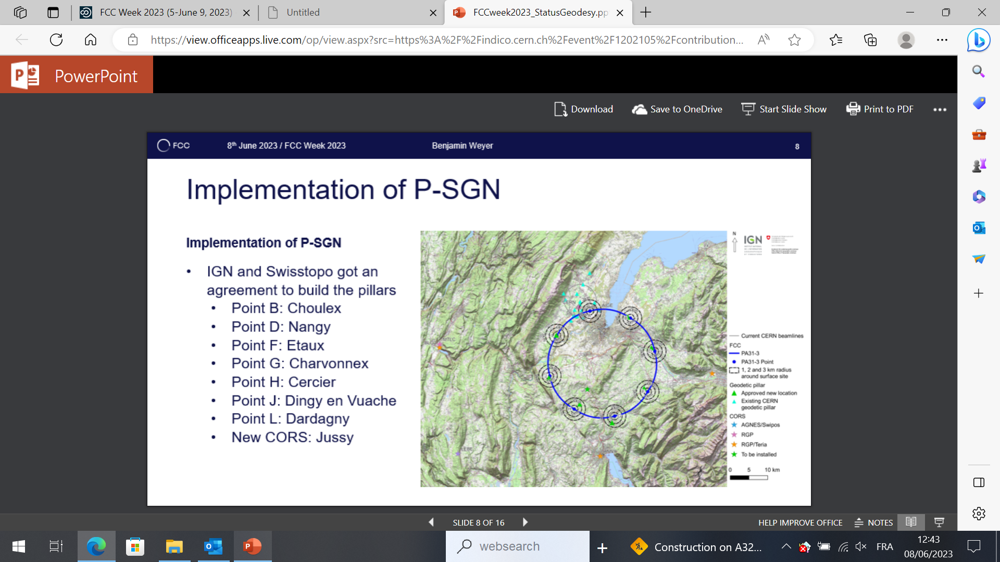 FCC Week 2023 (5-June 9, 2023)
Untitled
FCCweek2023_StatusGeodesy.pp
https://view.officeapps.live.com/op/view.aspx?src=https%3A%2F%2Findico.cern.ch%2Fevent%2F1202105%2Fcontribution...
PowerPoint
Download
Save to OneDrive
Start Slide Show
Print to PDF
FCC
8th June 2023 / FCC Week 2023
Benjamin Weyer
8
Implementation of P-SGN
Implementation of P-SGN
• IGN and Swisstopo got an
agreement to build the pillars
• Point B: Choulex
• Point D: Nangy
• Point F: Etaux
• Point G: Charvonnex
• Point H: Cercier
• Point J: Dingy en Vuache
• Point L: Dardagny
• New CORS: Jussy
CERN
MTLC
LEBE
N
IGN
Current CERN beamlines
FCC
PA31-3
PA31-3 Point
1, 2 and 3 km radius
around surface site
Geodetic pillar
Approved new location
Existing CERN
geodetic pillar
CORS
AGNES/Swipos
RGP
RGP/Teria
To be installed
0 5 10 km
SLIDE 8 OF 16
HELP IMPROVE OFFICE
NOTES
websearch
Construction on A32...
FRA
12:43
08/06/2023